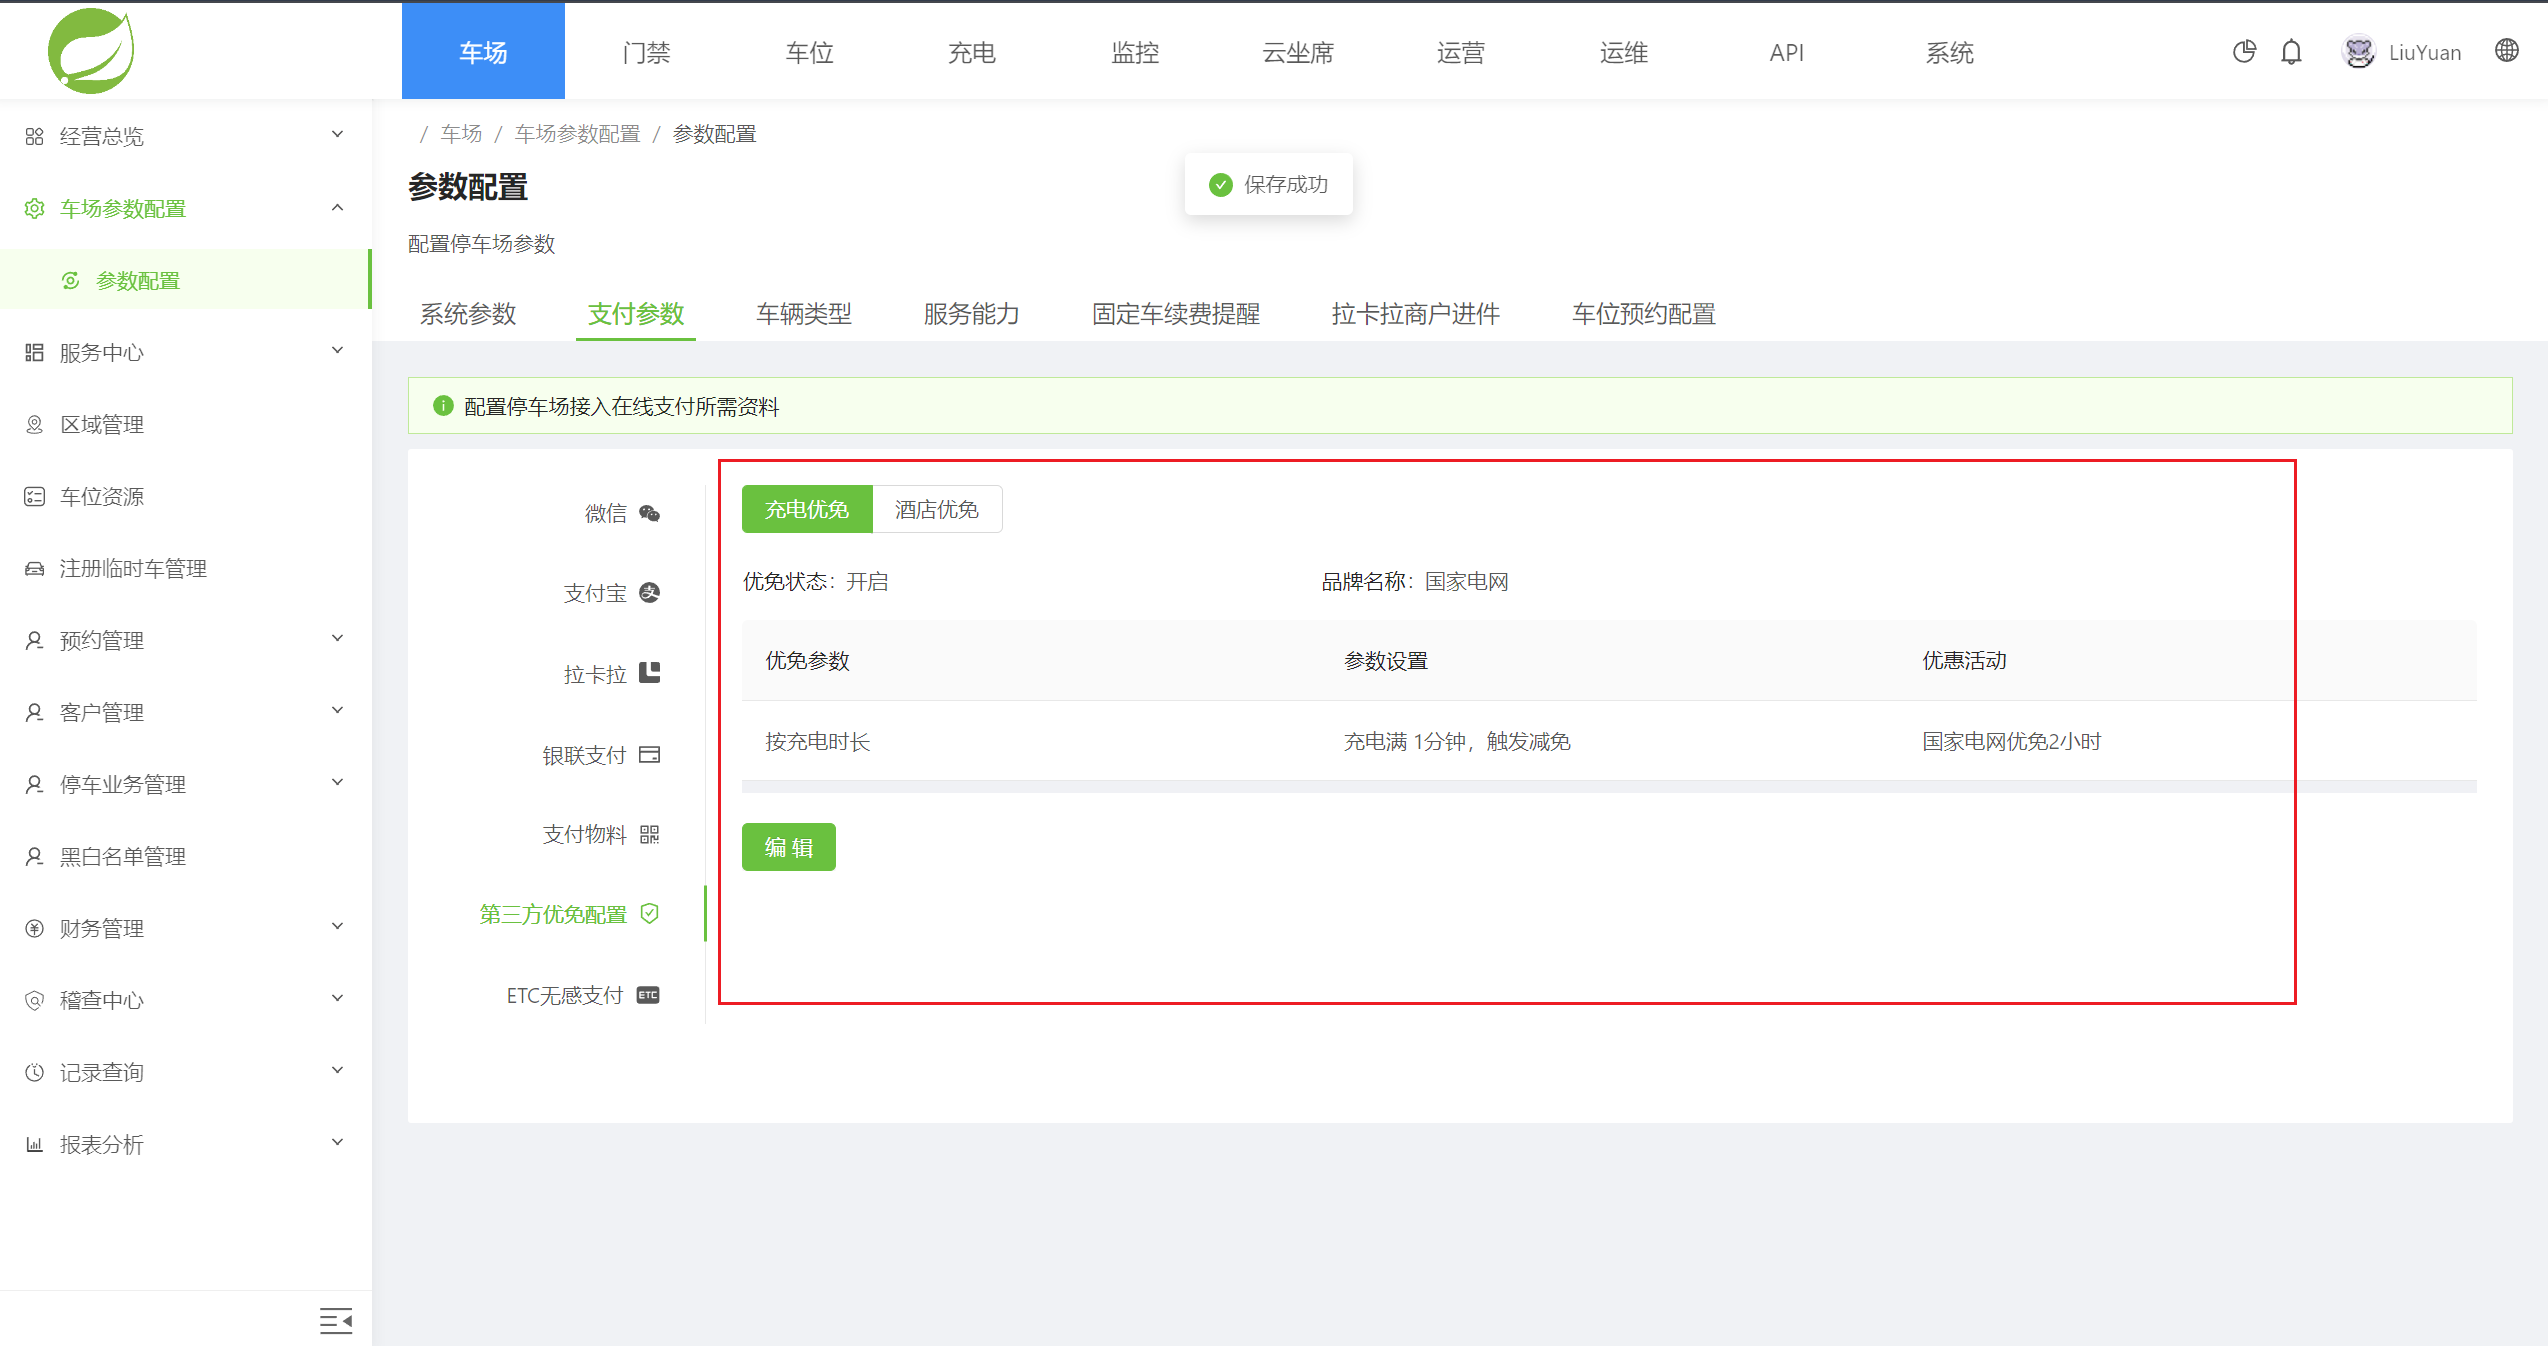 车场 门禁 车位 充电 监控 云坐席 运营 运维 API 系统 LiuYuan
经营总览
车场参数配置
参数配置
服务中心
区域管理
车位资源
注册临时车管理
预约管理
客户管理
停车业务管理
黑白名单管理
财务管理
稽查中心
记录查询
报表分析
/ 车场 / 车场参数配置 / 参数配置
参数配置
保存成功
配置停车场参数
系统参数 支付参数 车辆类型 服务能力 固定车续费提醒 拉卡拉商户进件 车位预约配置
配置停车场接入在线支付所需资料
微信
支付宝
拉卡拉
银联支付
支付物料
第三方优免配置
ETC无感支付 ETC
充电优免 酒店优免
优免状态：开启 品牌名称：国家电网
优免参数 参数设置 优惠活动
按充电时长 充电满 1分钟，触发减免 国家电网优免2小时
编 辑